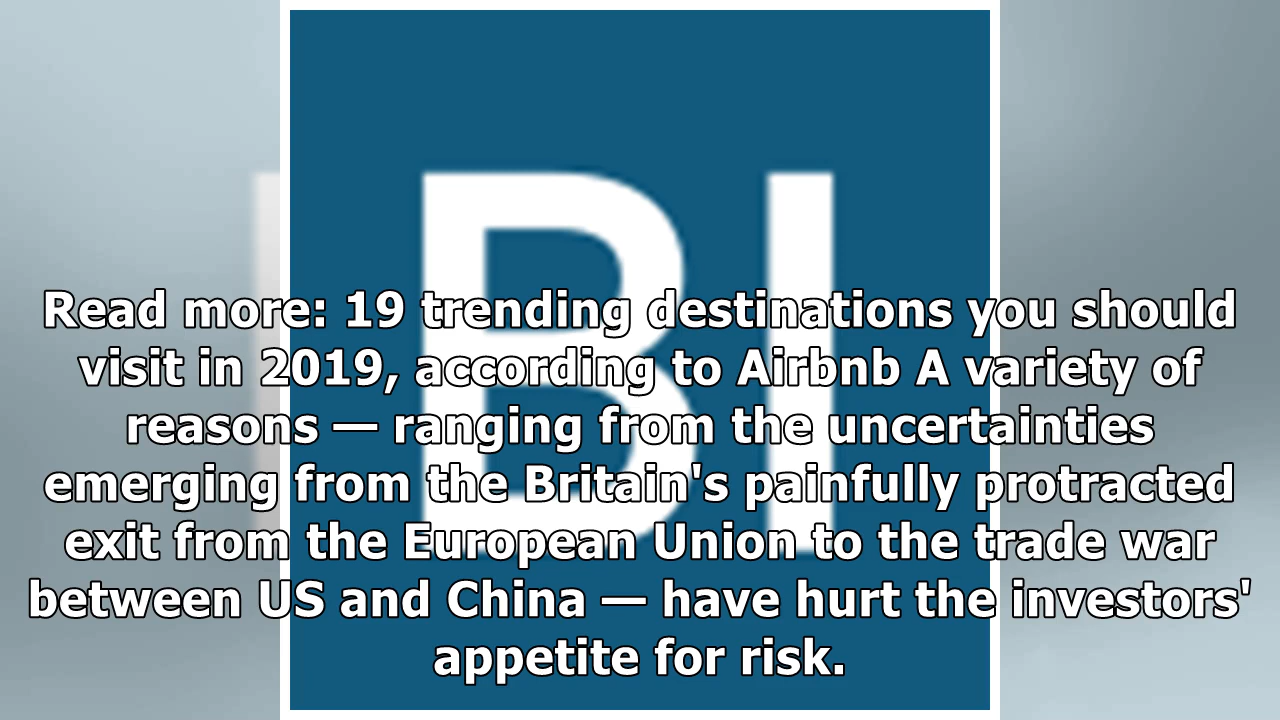 BI
Read more: 19 trending destinations you should
visit in 2019, according to Airbnb A variety of
reasons — ranging from the uncertainties
emerging from the Britain's painfully protracted
exit from the European Union to the trade war
between US and China — have hurt the investors'
appetite for risk.